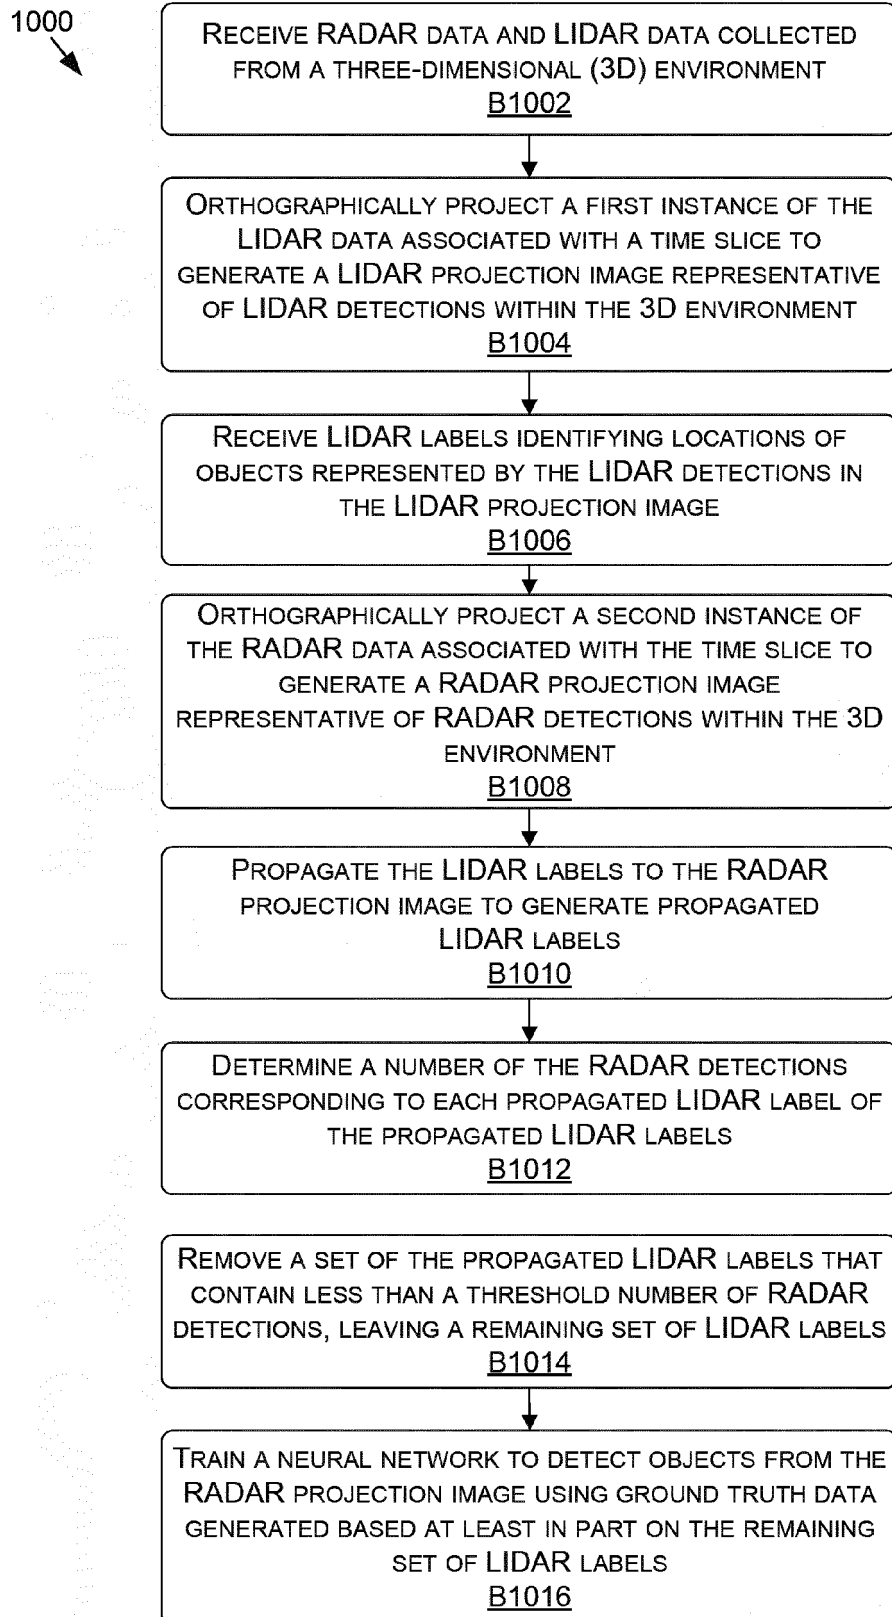 1000
RECEIVE RADAR DATA AND LIDAR DATA COLLECTED
FROM A THREE-DIMENSIONAL (3D) ENVIRONMENT
B1002
ORTHOGRAPHICALLY PROJECT A FIRST INSTANCE OF THE
LIDAR DATA ASSOCIATED WITH A TIME SLICE TO
GENERATE A LIDAR PROJECTION IMAGE REPRESENTATIVE
OF LIDAR DETECTIONS WITHIN THE 3D ENVIRONMENT
B1004
RECEIVE LIDAR LABELS IDENTIFYING LOCATIONS OF
OBJECTS REPRESENTED BY THE LIDAR DETECTIONS IN
THE LIDAR PROJECTION IMAGE
B1006
ORTHOGRAPHICALLY PROJECT A SECOND INSTANCE OF
THE RADAR DATA ASSOCIATED WITH THE TIME SLICE TO
GENERATE A RADAR PROJECTION IMAGE
REPRESENTATIVE OF RADAR DETECTIONS WITHIN THE 3D
ENVIRONMENT
B1008
PROPAGATE THE LIDAR LABELS TO THE RADAR
PROJECTION IMAGE TO GENERATE PROPAGATED
LIDAR LABELS
B1010
DETERMINE A NUMBER OF THE RADAR DETECTIONS
CORRESPONDING TO EACH PROPAGATED LIDAR LABEL OF
THE PROPAGATED LIDAR LABELS
B1012
REMOVE A SET OF THE PROPAGATED LIDAR LABELS THAT
CONTAIN LESS THAN A THRESHOLD NUMBER OF RADAR
DETECTIONS, LEAVING A REMAINING SET OF LIDAR LABELS
B1014
TRAIN A NEURAL NETWORK TO DETECT OBJECTS FROM THE
RADAR PROJECTION IMAGE USING GROUND TRUTH DATA
GENERATED BASED AT LEAST IN PART ON THE REMAINING
SET OF LIDAR LABELS
B1016